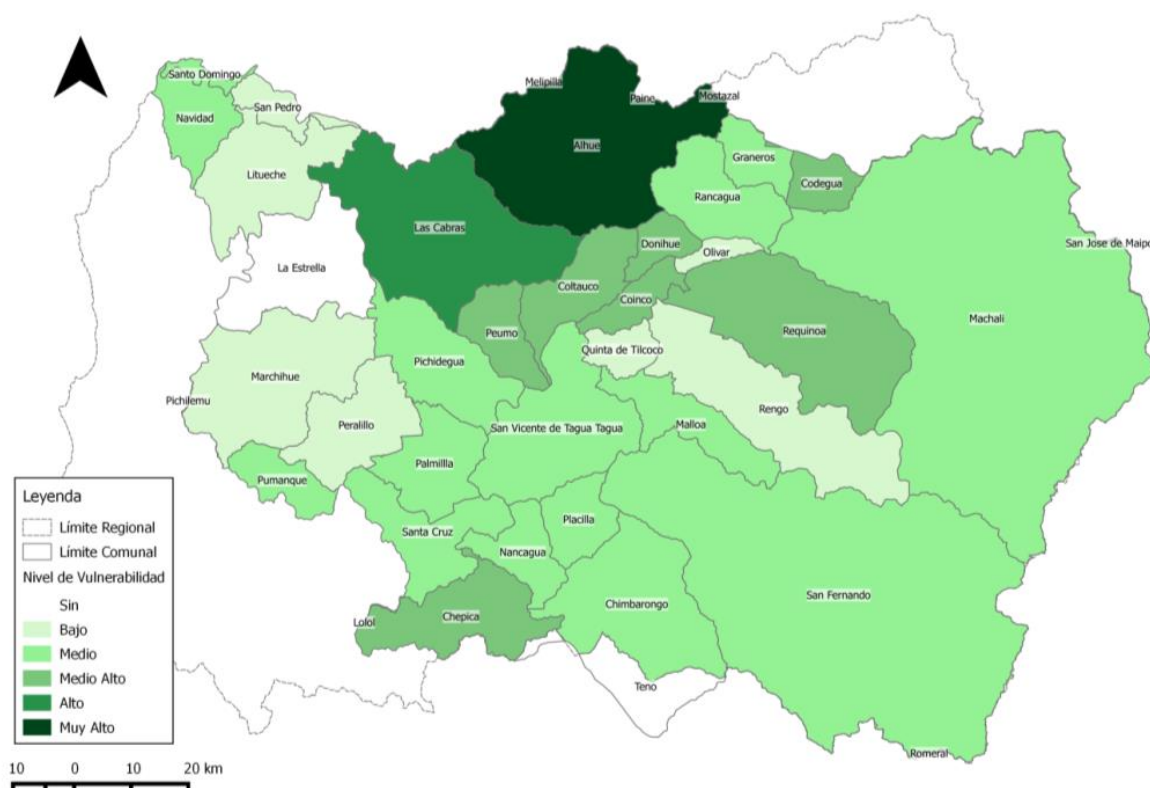 Santo Domingo
Navidad
San Pedro
Litueche
La Estrella
Melipilla
Paine
Mostazal
Alhue
Graneros
Codegua
Rancagua
Las Cabras
Donihue
Olivar
San Jose de Maipo
Coltauco
Coinco
Machali
Peumo
Requinoa
Pichidegua
Quinta de Tilcoco
Marchihue
Pichilemu
Rengo
Peralillo
San Vicente de Tagua Tagua
Malloa
Palmillla
Pumanque
Placilla
Santa Cruz
Nancagua
San Fernando
Chimbarongo
Lolol
Chepica
Teno
Romeral
Leyenda
Límite Regional
Límite Comunal
Nivel de Vulnerabilidad
Sin
Bajo
Medio
Medio Alto
Alto
Muy Alto
10 0 10 20 km